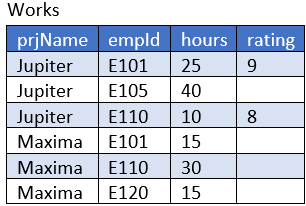 Works
prjName empId hours rating
Jupiter E101 25 9
Jupiter E105 40
Jupiter E110 10 8
Maxima E101 15
Maxima E110 30
Maxima E120 15